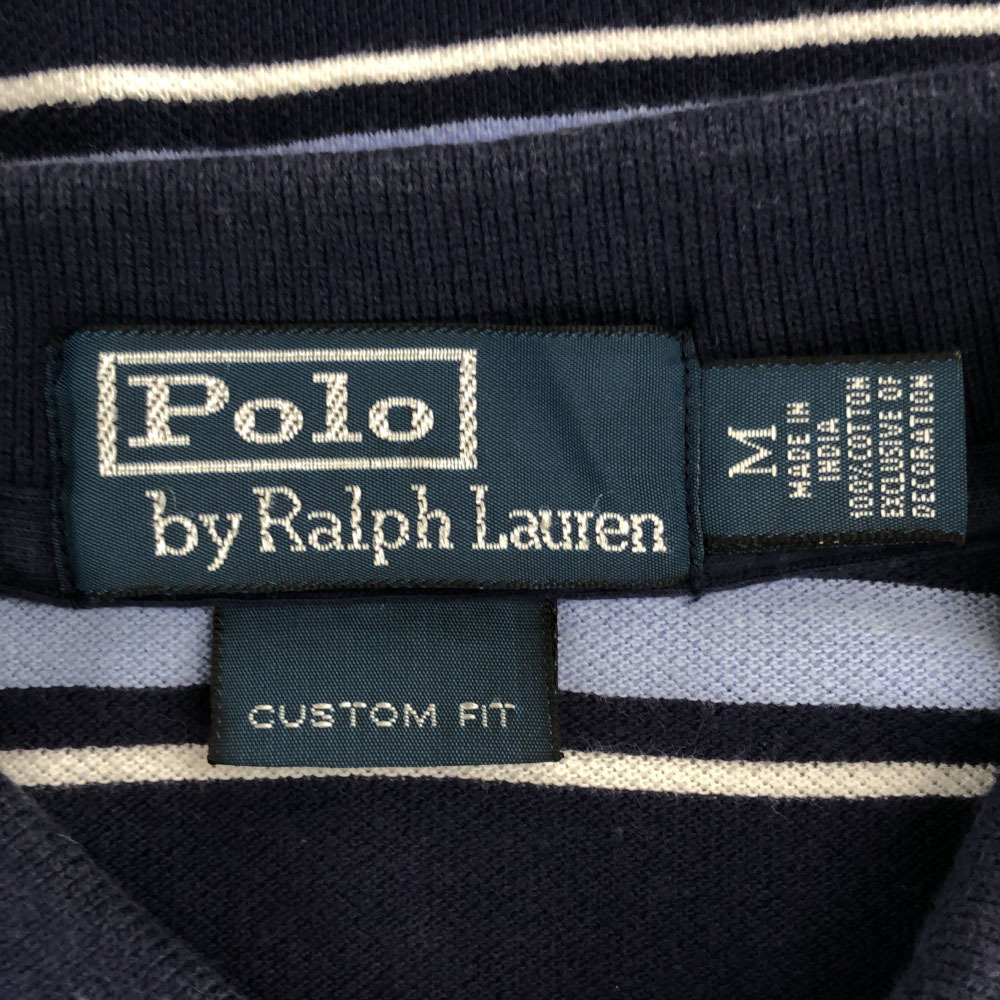 Polo
by Ralph Lauren
M
MADE IN
INDIA
100% COTTON
EXCLUSIVE OF
DECORATION
CUSTOM FIT